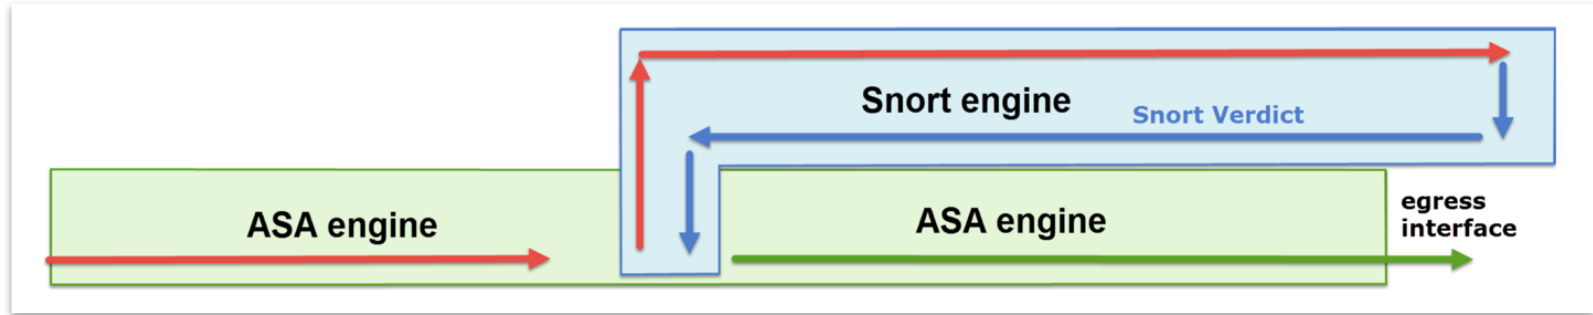 Snort engine
Snort Verdict
ASA engine
ASA engine
egress
interface